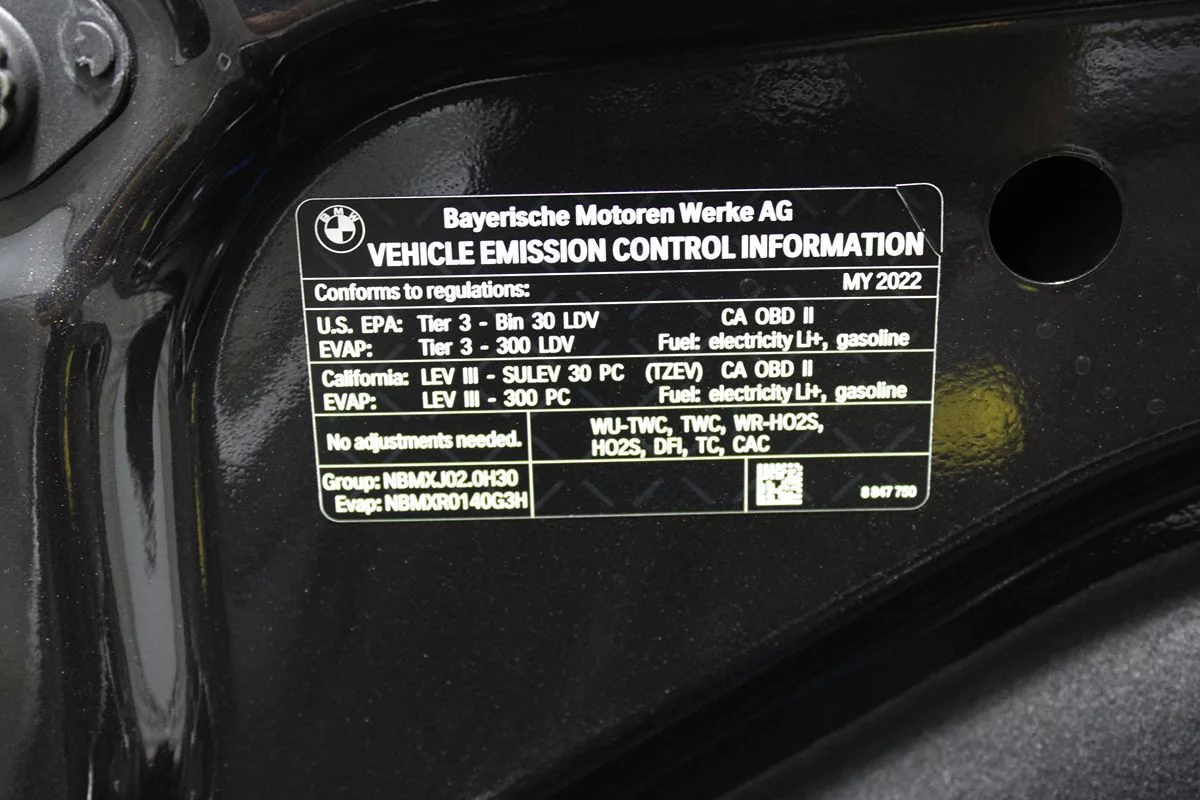 BMW
Bayerische Motoren Werke AG
VEHICLE EMISSION CONTROL INFORMATION
Conforms to regulations: MY 2022
U.S. EPA: Tier 3 - Bin 30 LDV CA OBD II
EVAP: Tier 3 - 300 LDV Fuel: electricity Li+, gasoline
California: LEV III - SULEV 30 PC (TZEV) CA OBD II
EVAP: LEV III - 300 PC Fuel: electricity Li+, gasoline
No adjustments needed.
WU-TWC, TWC, WR-HO2S,
HO2S, DFI, TC, CAC
Group: NBMXJ02.0H30
Evap: NBMXR0140G3H
8 847 750